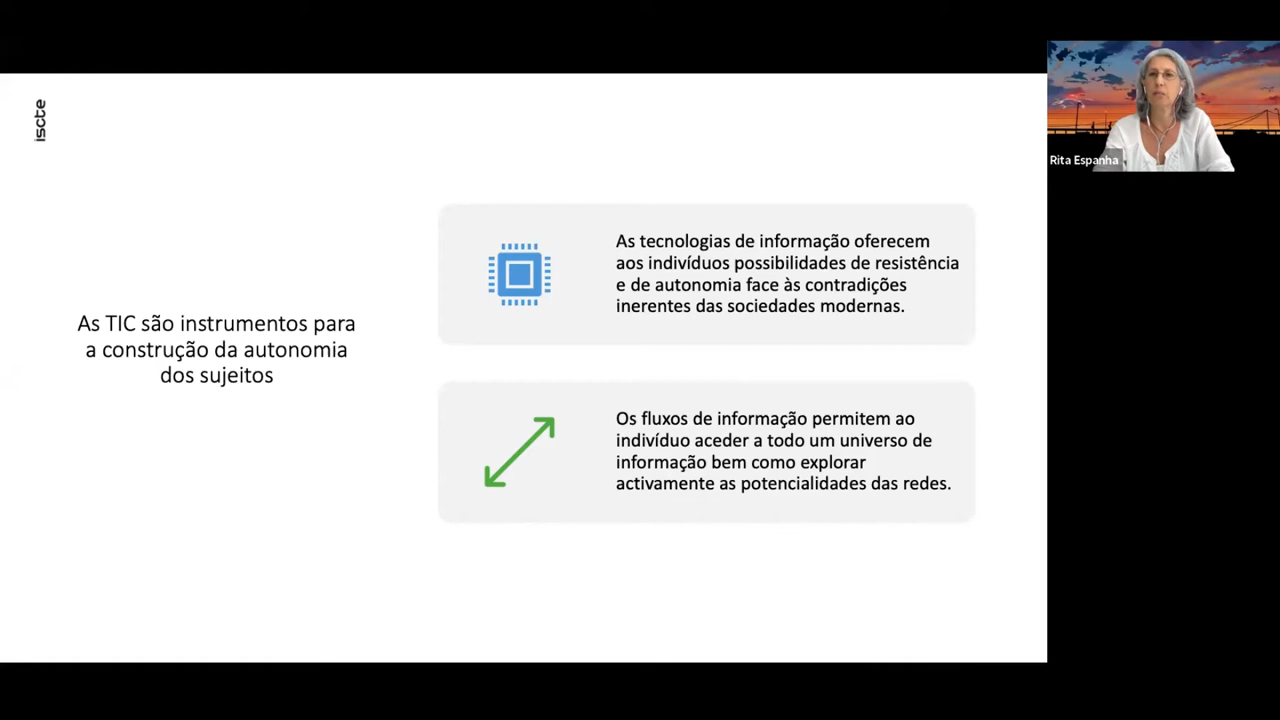 iscte
As TIC são instrumentos para
a construção da autonomia
dos sujeitos
As tecnologias de informação oferecem
aos indivíduos possibilidades de resistência
e de autonomia face às contradições
inerentes das sociedades modernas.
Os fluxos de informação permitem ao
indivíduo aceder a todo um universo de
informação bem como explorar
activamente as potencialidades das redes.
Rita Espanha